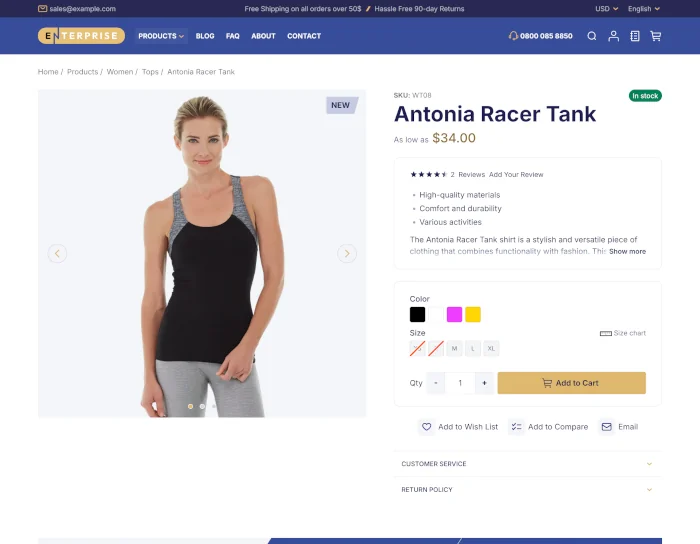 sales@example.com
Free Shipping on all orders over 50$
Hassle Free 90-day Returns
USD
English
ENTERPRISE
PRODUCTS
BLOG
FAQ
ABOUT
CONTACT
0800 085 8850
Home / Products / Women / Tops / Antonia Racer Tank
NEW
SKU: WT08
In stock
Antonia Racer Tank
As low as $34.00
2 Reviews Add Your Review
High-quality materials
Comfort and durability
Various activities
The Antonia Racer Tank shirt is a stylish and versatile piece of
clothing that combines functionality with fashion. This Show more
Color
Size
Size chart
M
L
XL
Qty
-
1
+
Add to Cart
Add to Wish List
Add to Compare
Email
CUSTOMER SERVICE
RETURN POLICY